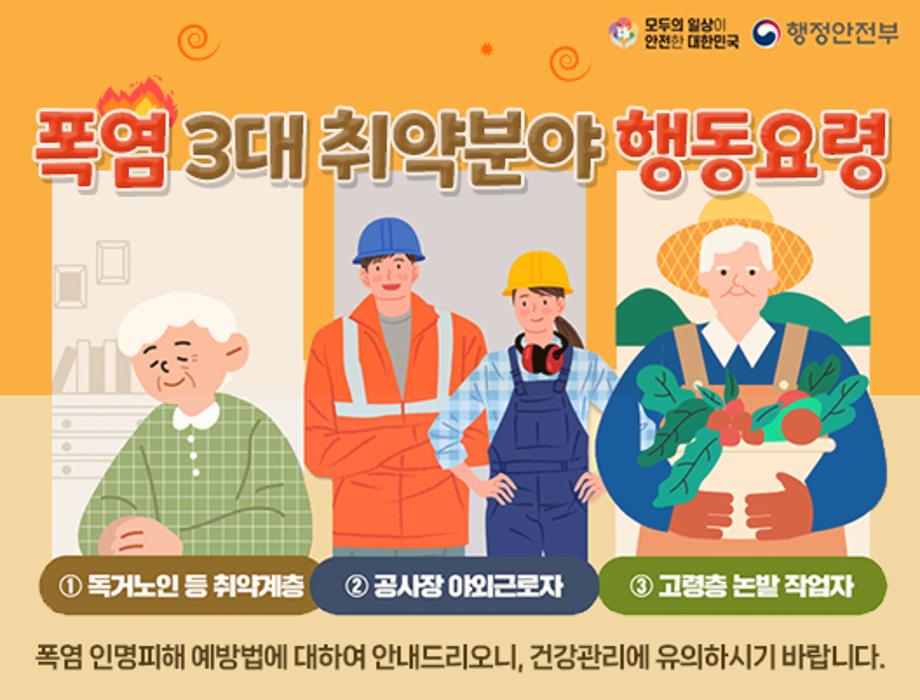 모두의 일상이
안전한 대한민국
행정안전부
폭염 3대 취약분야 행동요령
① 독거노인 등 취약계층
② 공사장 야외근로자
③ 고령층 논밭 작업자
폭염 인명피해 예방법에 대하여 안내드리오니, 건강관리에 유의하시기 바랍니다.